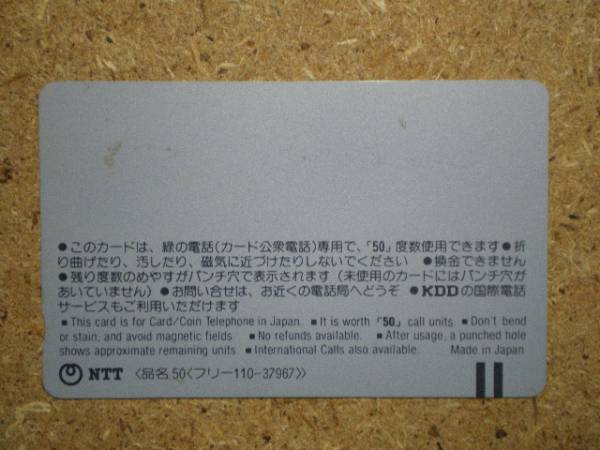 ●このカードは、緑の電話(カード公衆電話)専用で、「50」度数使用できます●折
り曲げたり、汚したり、磁気に近づけたりしないでください ●換金できません
●残り度数のめやすがパンチ穴で表示されます(未使用のカードにはパンチ穴が
あいていません)●お問い合せは、お近くの電話局へどうぞ ●KDDの国際電話
サービスもご利用いただけます
■ This card is for Card/Coin Telephone in Japan. ■ It is worth 「50」 call units. ■ Don't bend
or stain, and avoid magnetic fields. ■ No refunds available. ■ After usage, a punched hole
shows approximate remaining units ■ International Calls also available. Made in Japan
NTT 〈品名 50〈フリー110-37967〉〉